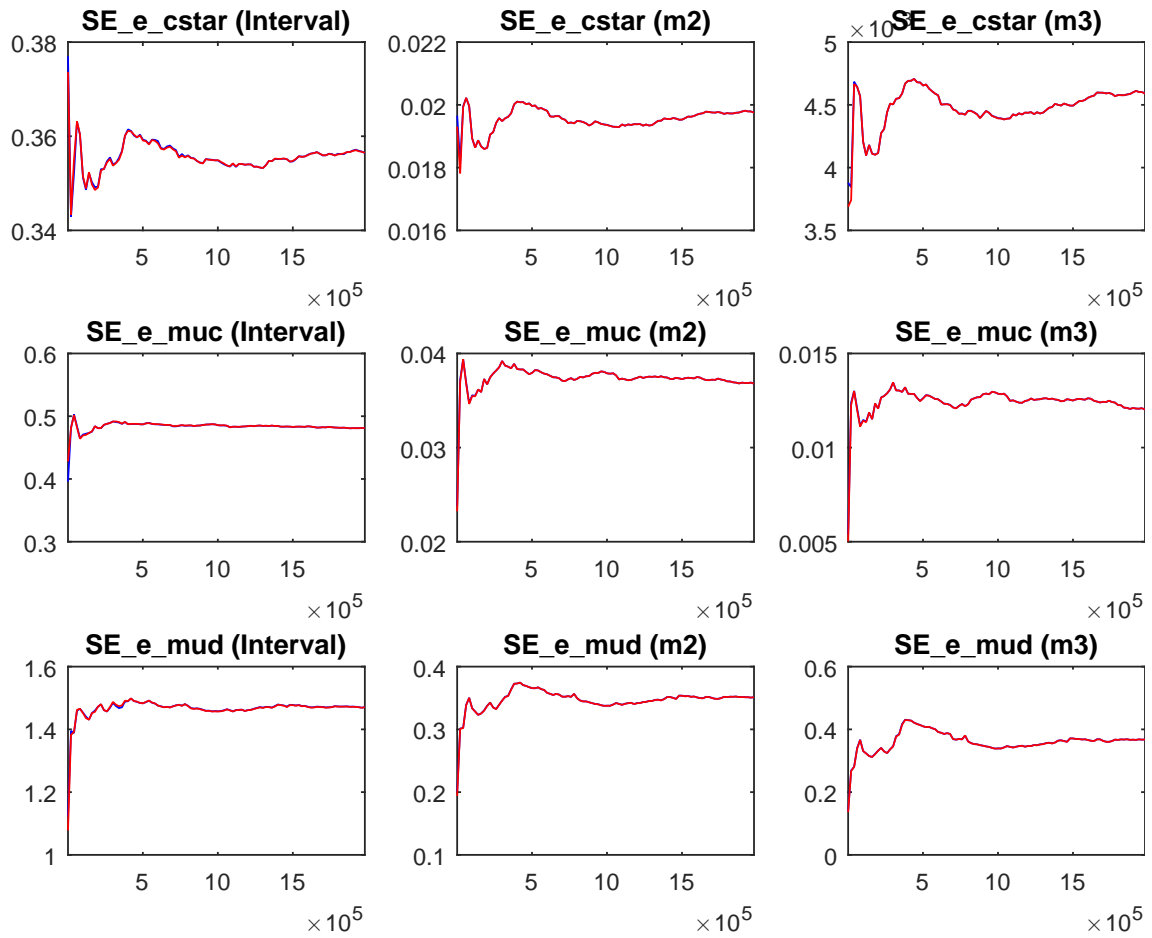 SE_e_cstar (Interval)
0.38
0.36
0.34
5 10 15
×10^5
SE_e_cstar (m2)
0.022
0.02
0.018
0.016
5 10 15
×10^5
SE_e_cstar (m3)
×10^-3
5
4.5
4
3.5
5 10 15
×10^5
SE_e_muc (Interval)
0.6
0.5
0.4
0.3
5 10 15
×10^5
SE_e_muc (m2)
0.04
0.03
0.02
5 10 15
×10^5
SE_e_muc (m3)
0.015
0.01
0.005
5 10 15
×10^5
SE_e_mud (Interval)
1.6
1.4
1.2
1
5 10 15
×10^5
SE_e_mud (m2)
0.4
0.3
0.2
0.1
5 10 15
×10^5
SE_e_mud (m3)
0.6
0.4
0.2
0
5 10 15
×10^5